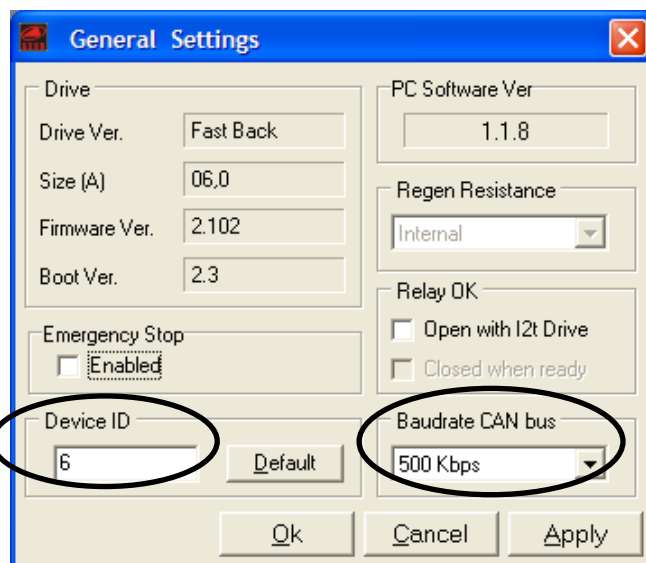 General Settings
Drive
Drive Ver.
Fast Back
Size (A)
06,0
Firmware Ver.
2.102
Boot Ver.
2.3
PC Software Ver
1.1.8
Regen Resistance
Internal
Emergency Stop
Enabled
Relay OK
Open with I2t Drive
Closed when ready
Device ID
6
Default
Baudrate CAN bus
500 Kbps
Ok
Cancel
Apply